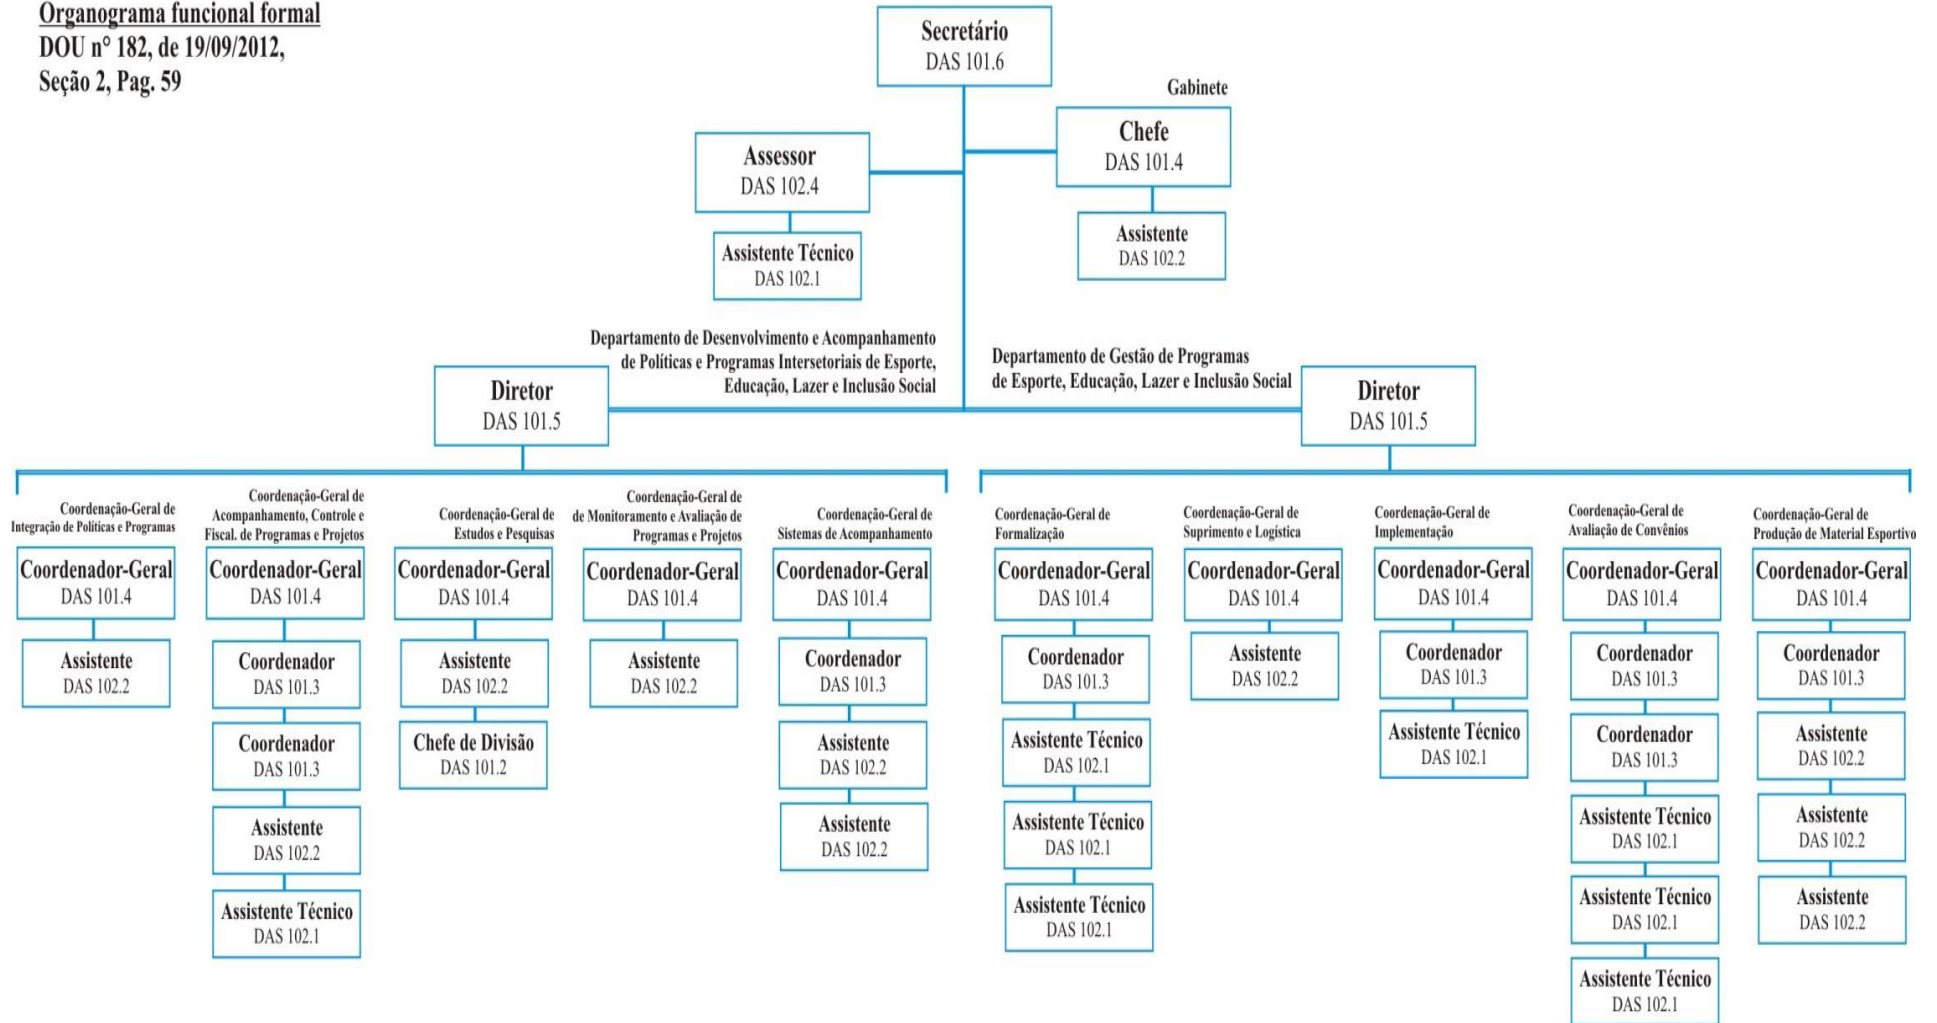 Organograma funcional formal
DOU n° 182, de 19/09/2012,
Seção 2, Pag. 59
Secretário
DAS 101.6
Gabinete
Chefe
DAS 101.4
Assistente
DAS 102.2
Assessor
DAS 102.4
Assistente Técnico
DAS 102.1
Departamento de Desenvolvimento e Acompanhamento
de Políticas e Programas Intersetoriais de Esporte,
Educação, Lazer e Inclusão Social
Diretor
DAS 101.5
Departamento de Gestão de Programas
de Esporte, Educação, Lazer e Inclusão Social
Diretor
DAS 101.5
Coordenação-Geral de
Integração de Políticas e Programas
Coordenador-Geral
DAS 101.4
Assistente
DAS 102.2
Coordenação-Geral de
Acompanhamento, Controle e
Fiscal. de Programas e Projetos
Coordenador-Geral
DAS 101.4
Coordenador
DAS 101.3
Coordenador
DAS 101.3
Assistente
DAS 102.2
Assistente Técnico
DAS 102.1
Coordenação-Geral de
Estudos e Pesquisas
Coordenador-Geral
DAS 101.4
Assistente
DAS 102.2
Chefe de Divisão
DAS 101.2
Coordenação-Geral de
de Monitoramento e Avaliação de
Programas e Projetos
Coordenador-Geral
DAS 101.4
Assistente
DAS 102.2
Coordenação-Geral de
Sistemas de Acompanhamento
Coordenador-Geral
DAS 101.4
Coordenador
DAS 101.3
Assistente
DAS 102.2
Assistente
DAS 102.2
Coordenação-Geral de
Formalização
Coordenador-Geral
DAS 101.4
Coordenador
DAS 101.3
Assistente Técnico
DAS 102.1
Assistente Técnico
DAS 102.1
Assistente Técnico
DAS 102.1
Coordenação-Geral de
Suprimento e Logística
Coordenador-Geral
DAS 101.4
Assistente
DAS 102.2
Coordenação-Geral de
Implementação
Coordenador-Geral
DAS 101.4
Coordenador
DAS 101.3
Assistente Técnico
DAS 102.1
Coordenação-Geral de
Avaliação de Convênios
Coordenador-Geral
DAS 101.4
Coordenador
DAS 101.3
Coordenador
DAS 101.3
Assistente Técnico
DAS 102.1
Assistente Técnico
DAS 102.1
Assistente Técnico
DAS 102.1
Coordenação-Geral de
Produção de Material Esportivo
Coordenador-Geral
DAS 101.4
Coordenador
DAS 101.3
Assistente
DAS 102.2
Assistente
DAS 102.2
Assistente
DAS 102.2